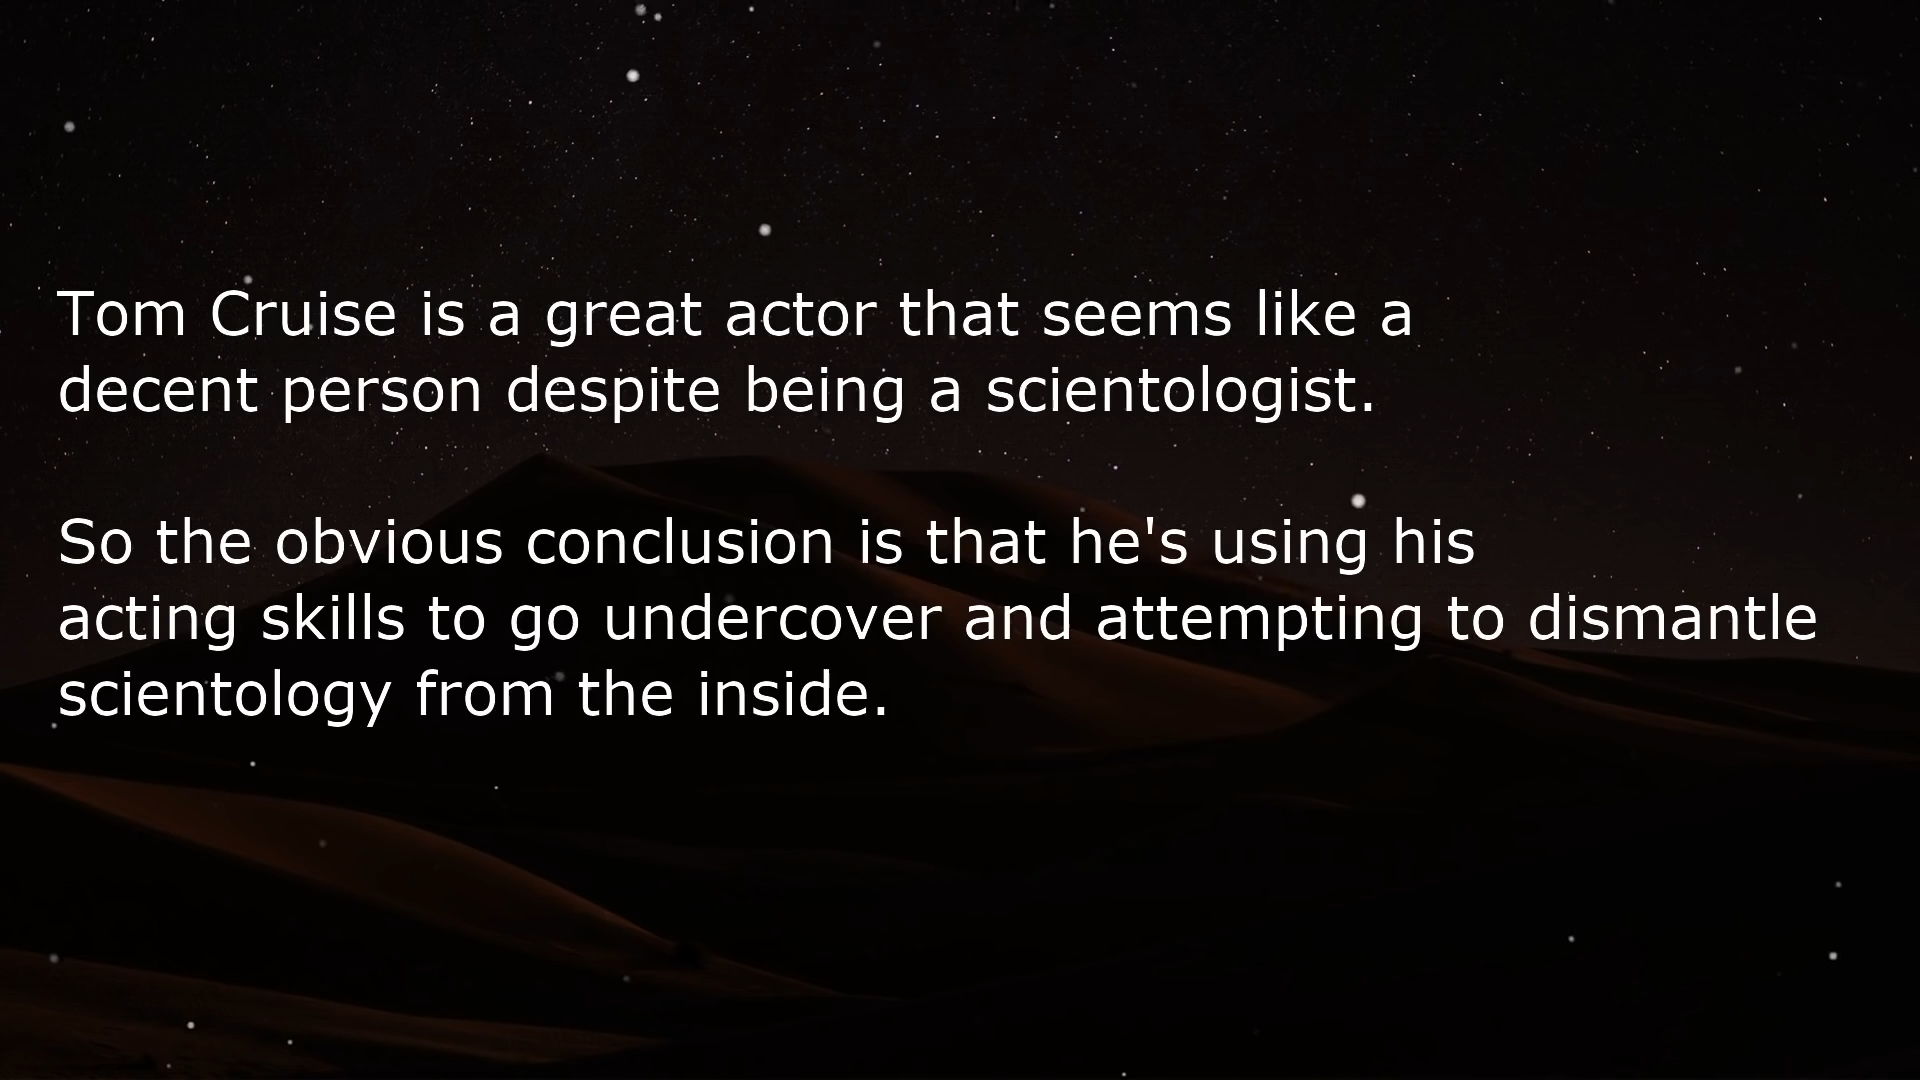 Tom Cruise is a great actor that seems like a
decent person despite being a scientologist.
So the obvious conclusion is that he's using his
acting skills to go undercover and attempting to dismantle
scientology from the inside.